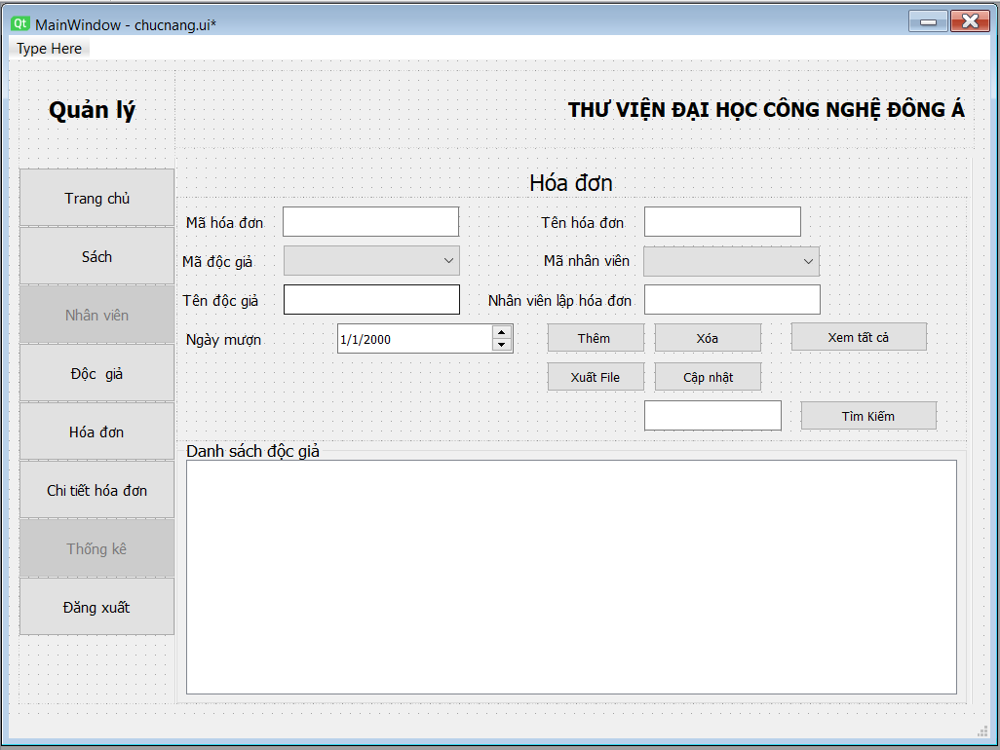 MainWindow - chucnang.ui*
Type Here
Quản lý
THƯ VIỆN ĐẠI HỌC CÔNG NGHỆ ĐÔNG Á
Trang chủ
Sách
Nhân viên
Độc giả
Hóa đơn
Chi tiết hóa đơn
Thống kê
Đăng xuất
Hóa đơn
Mã hóa đơn
Tên hóa đơn
Mã độc giả
Mã nhân viên
Tên độc giả
Nhân viên lập hóa đơn
Ngày mượn
1/1/2000
Thêm
Xóa
Xem tất cả
Xuất File
Cập nhật
Tìm Kiếm
Danh sách độc giả